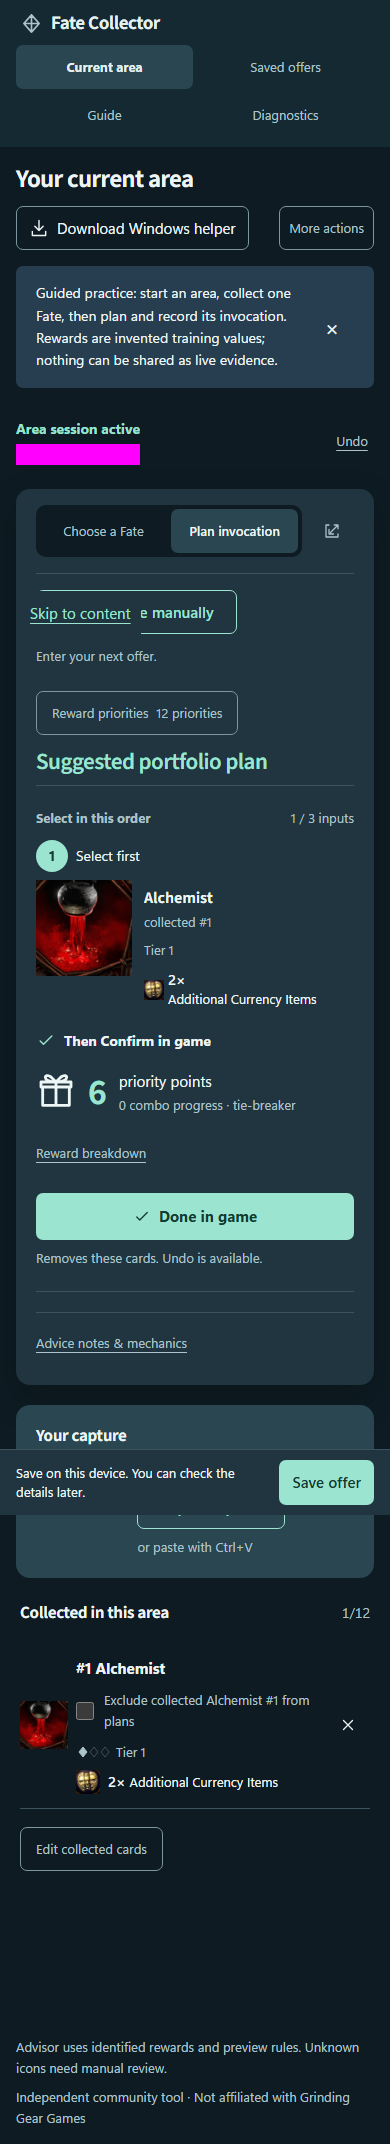 Fate Collector
Current area
Saved offers
Guide
Diagnostics
Your current area
Download Windows helper
More actions
Guided practice: start an area, collect one
Fate, then plan and record its invocation.
Rewards are invented training values;
nothing can be shared as live evidence.
Area session active
Undo
Choose a Fate
Plan invocation
Skip to content
e manually
Enter your next offer.
Reward priorities 12 priorities
Suggested portfolio plan
Select in this order
1 / 3 inputs
1 Select first
Alchemist
collected #1
Tier 1
2×
Additional Currency Items
Then Confirm in game
6 priority points
0 combo progress · tie-breaker
Reward breakdown
Done in game
Removes these cards. Undo is available.
Advice notes & mechanics
Your capture
Save on this device. You can check the
details later.
Save offer
or paste with Ctrl+V
Collected in this area
1/12
#1 Alchemist
Exclude collected Alchemist #1 from
plans
Tier 1
2× Additional Currency Items
Edit collected cards
Advisor uses identified rewards and preview rules. Unknown
icons need manual review.
Independent community tool · Not affiliated with Grinding
Gear Games